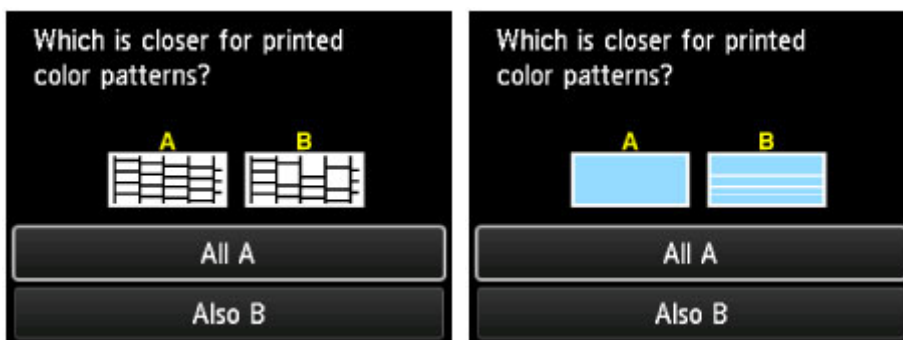 Which is closer for printed
color patterns?
A B
All A
Also B
Which is closer for printed
color patterns?
A B
All A
Also B